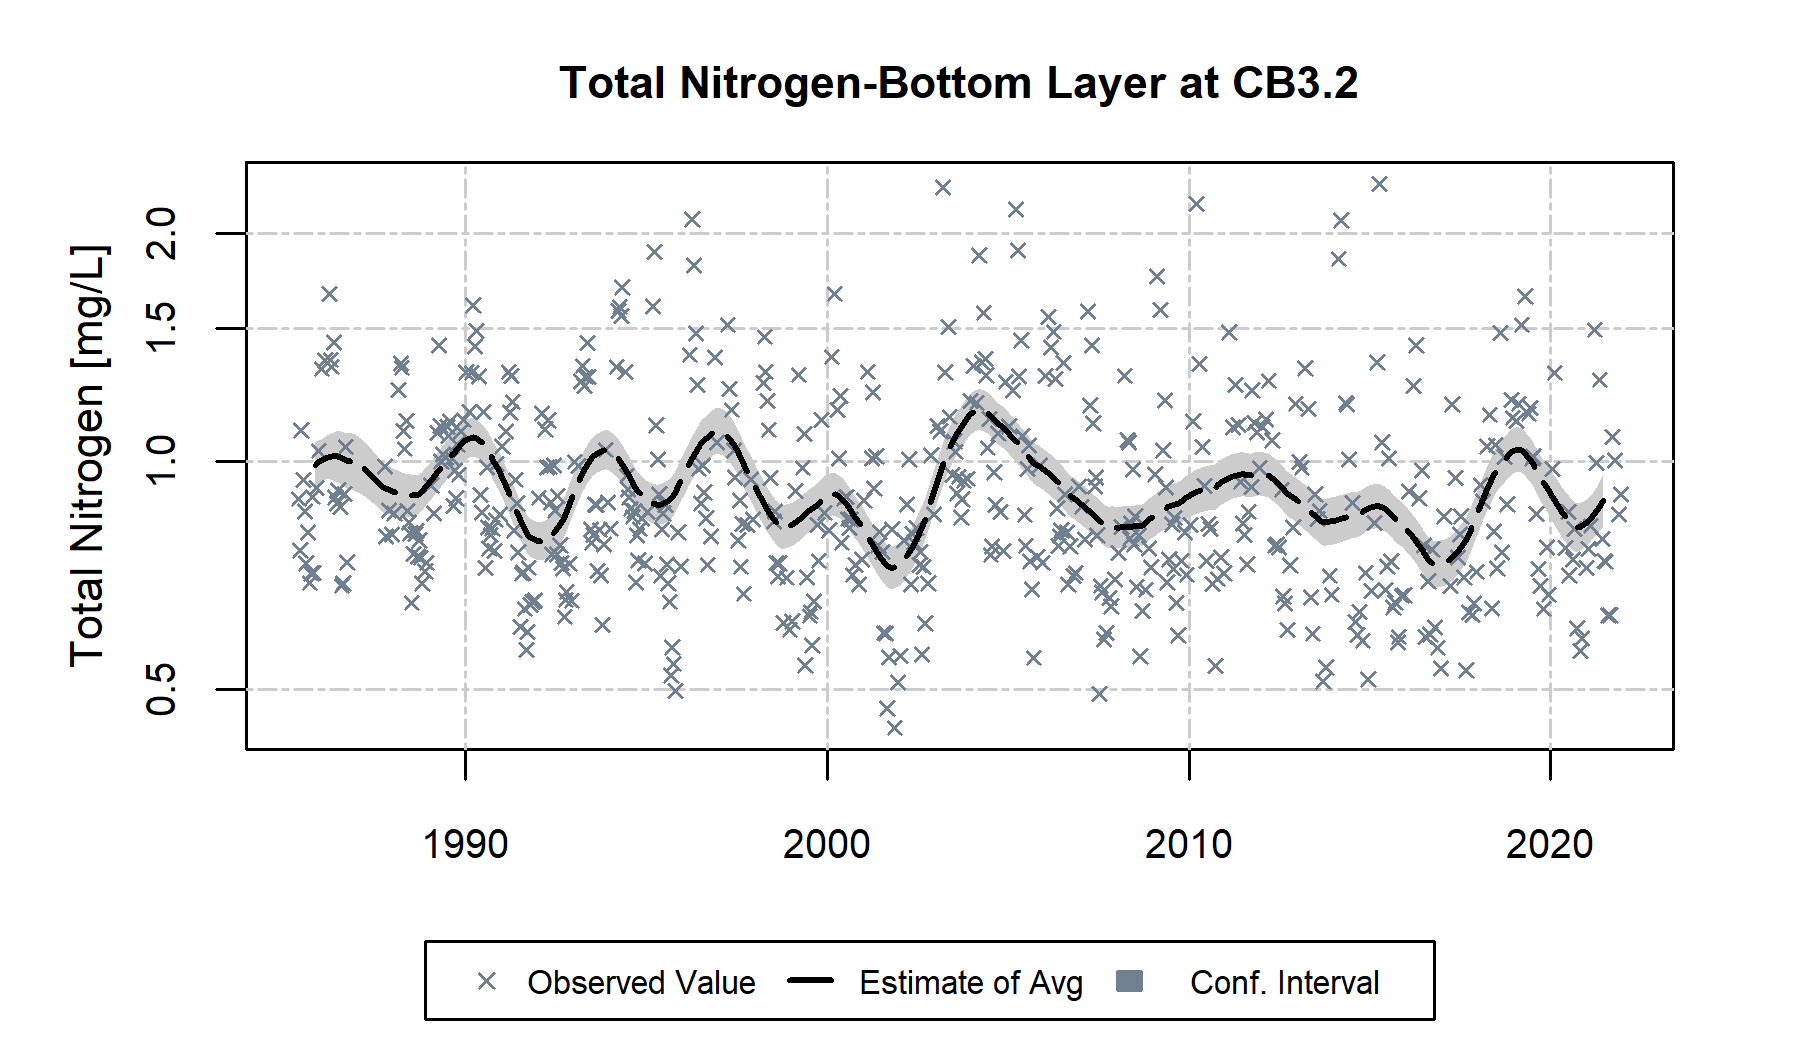 Total Nitrogen-Bottom Layer at CB3.2
Total Nitrogen [mg/L]
2.0
1.5
1.0
0.5
1990 2000 2010 2020
Observed Value Estimate of Avg Conf. Interval